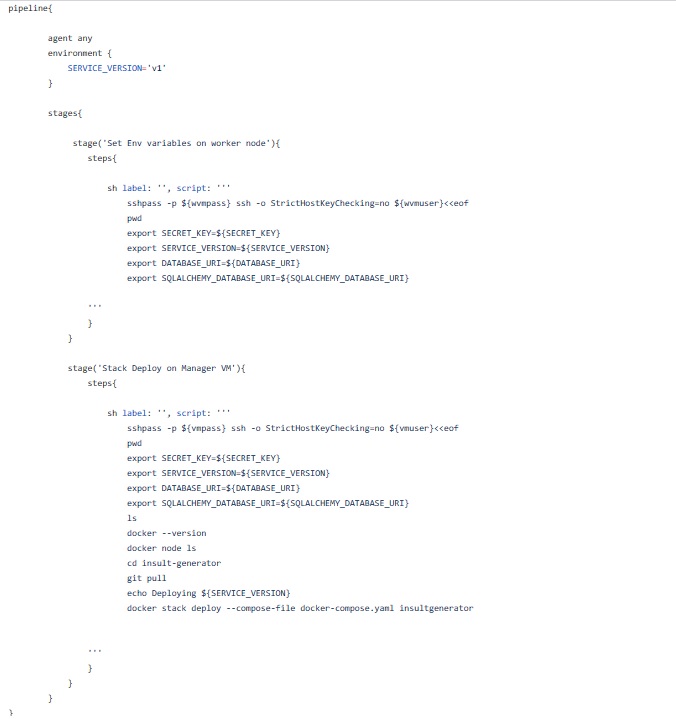 pipeline{
agent any
environment {
SERVICE_VERSION='v1'
}
stages{
stage('Set Env variables on worker node'){
steps{
sh label: '', script: '''
sshpass -p ${wvmpass} ssh -o StrictHostKeyChecking=no ${wvmuser}<<eof
pwd
export SECRET_KEY=${SECRET_KEY}
export SERVICE_VERSION=${SERVICE_VERSION}
export DATABASE_URI=${DATABASE_URI}
export SQLALCHEMY_DATABASE_URI=${SQLALCHEMY_DATABASE_URI}
'''
}
}
stage('Stack Deploy on Manager VM'){
steps{
sh label: '', script: '''
sshpass -p ${vmpass} ssh -o StrictHostKeyChecking=no ${vmuser}<<eof
pwd
export SECRET_KEY=${SECRET_KEY}
export SERVICE_VERSION=${SERVICE_VERSION}
export DATABASE_URI=${DATABASE_URI}
export SQLALCHEMY_DATABASE_URI=${SQLALCHEMY_DATABASE_URI}
ls
docker --version
docker node ls
cd insult-generator
git pull
echo Deploying ${SERVICE_VERSION}
docker stack deploy --compose-file docker-compose.yaml insultgenerator
'''
}
}
}
}